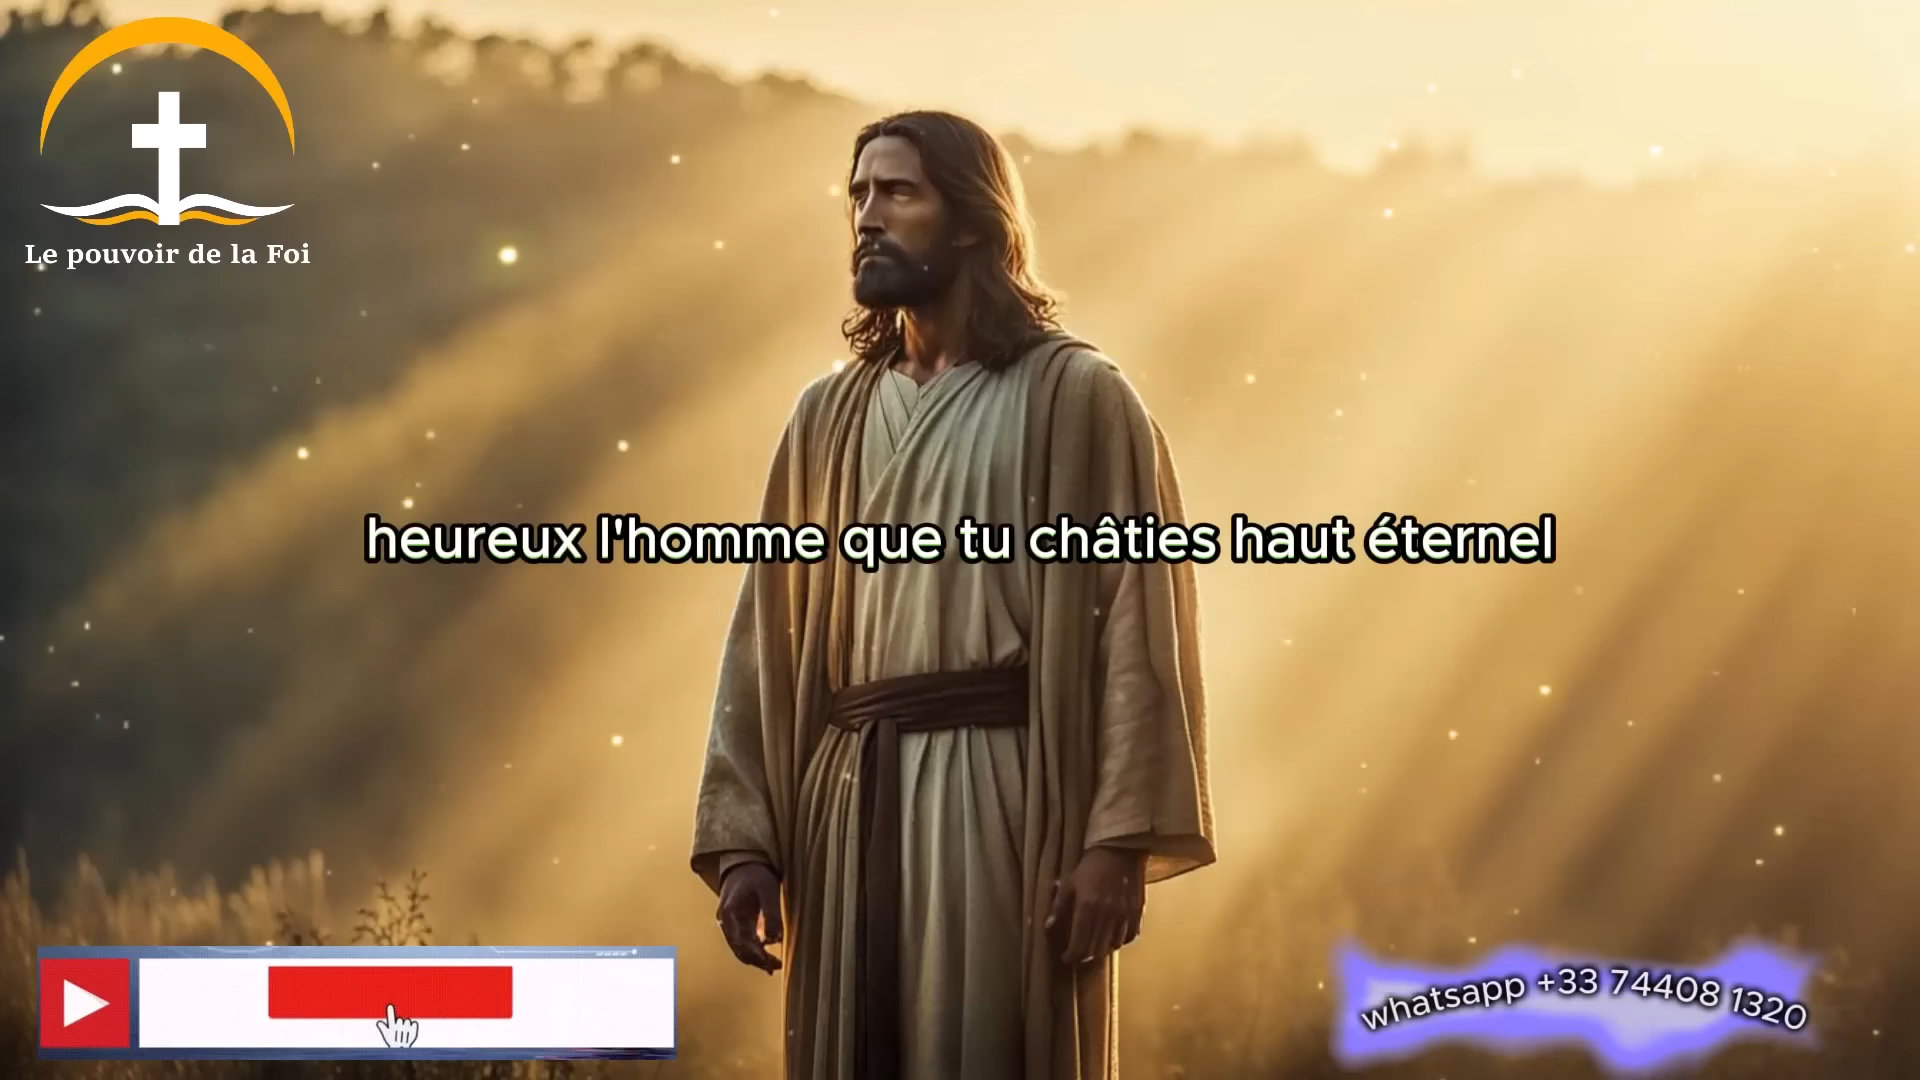 Le pouvoir de la Foi
heureux l'homme que tu châties haut éternel
whatsapp +33 74408 1320